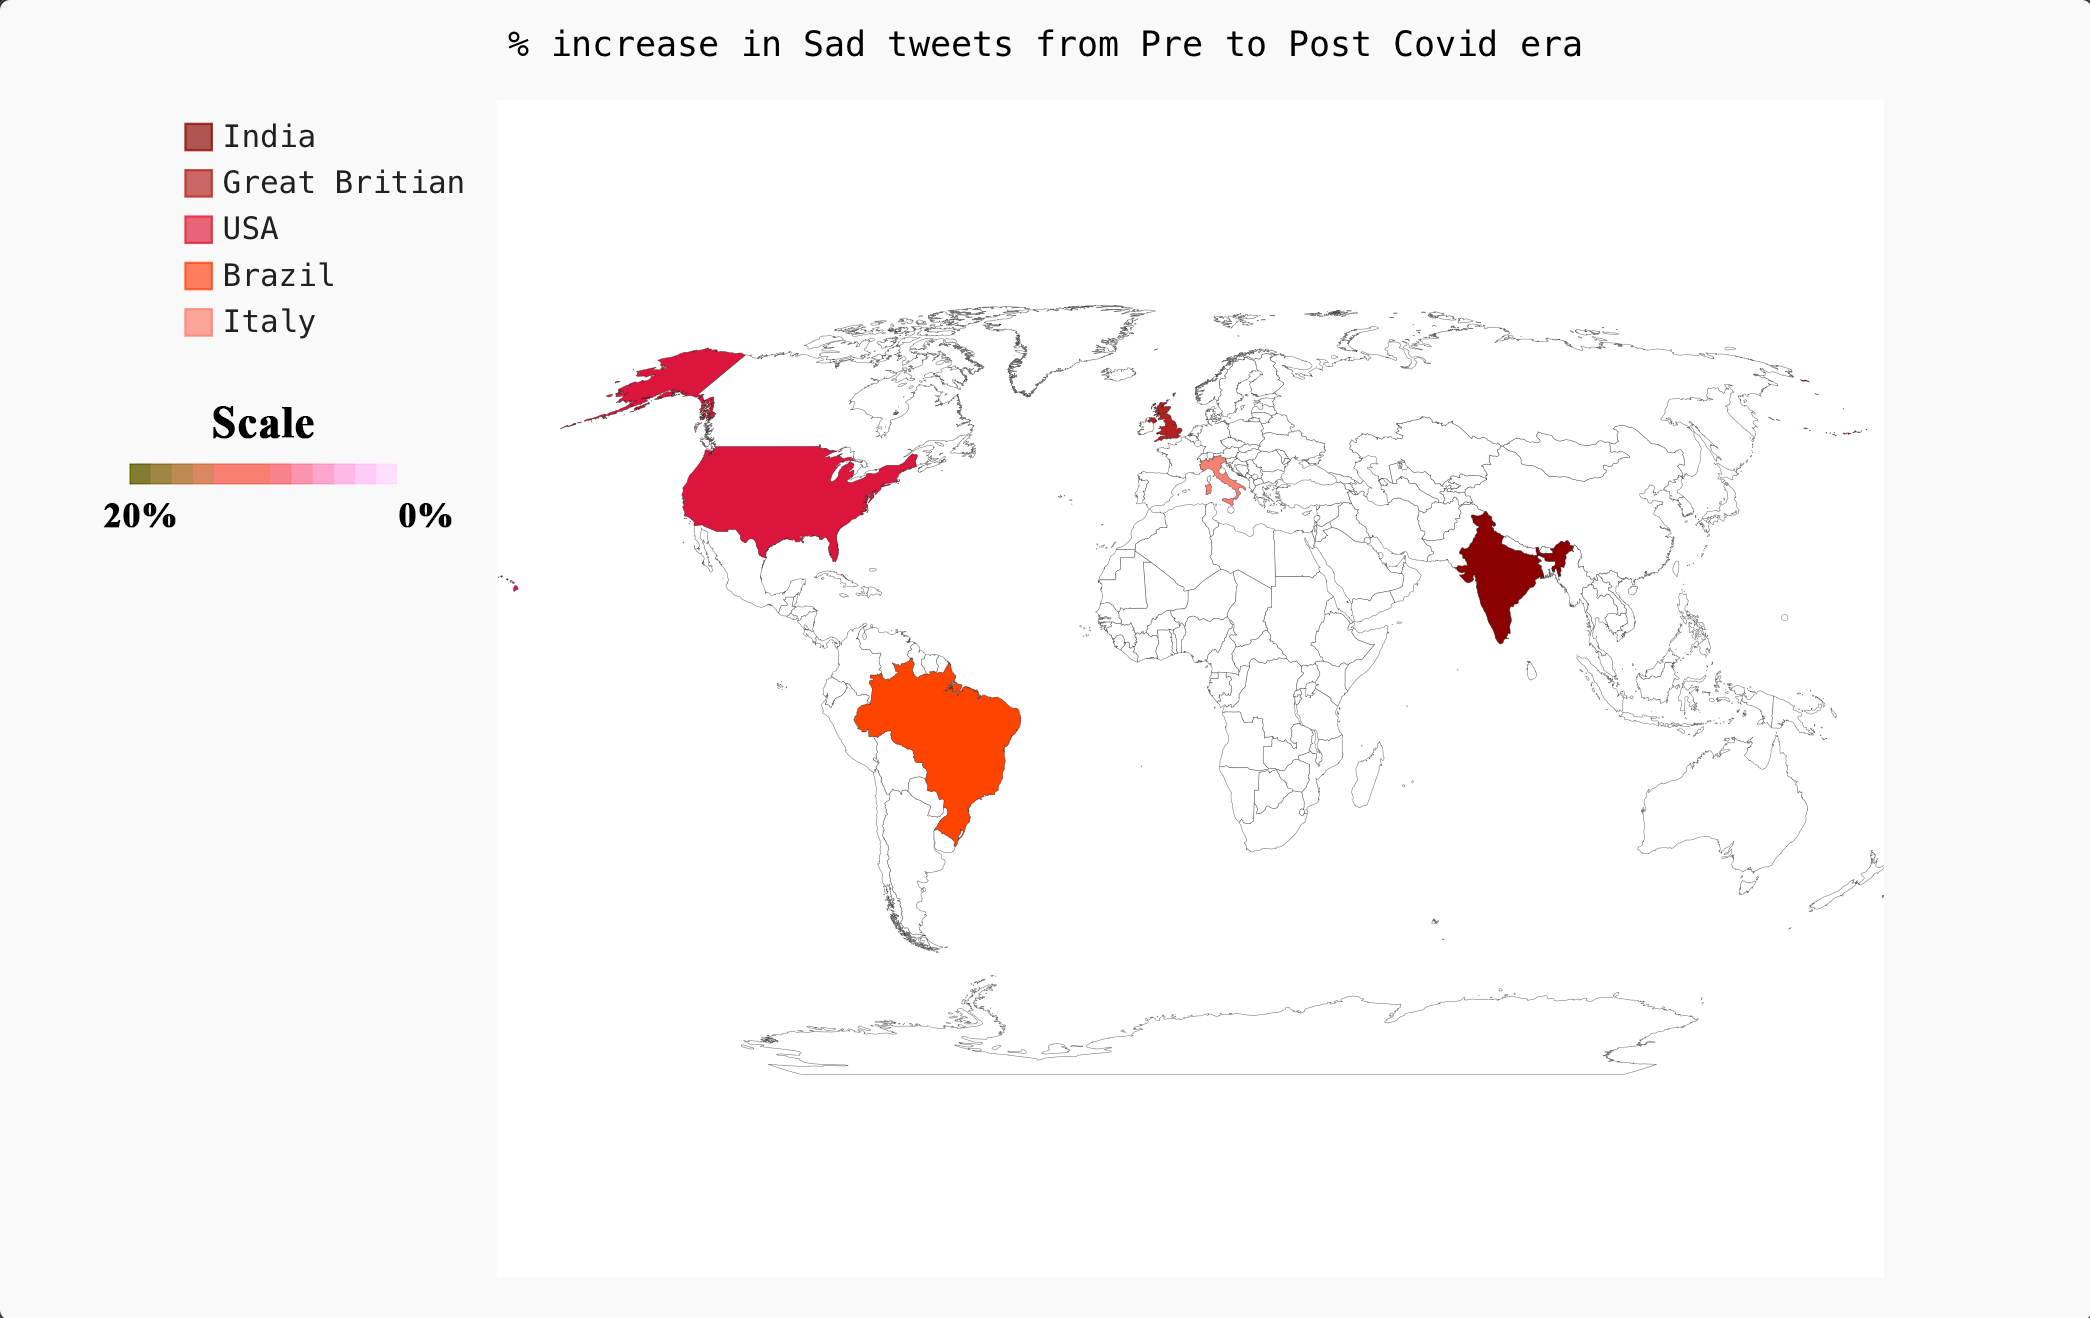 % increase in Sad tweets from Pre to Post Covid era
India
Great Britian
USA
Brazil
Italy
Scale
20% 0%